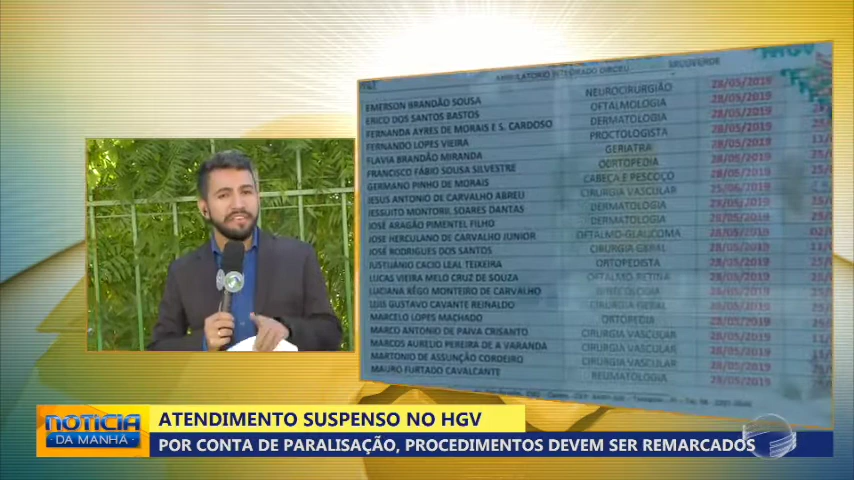 HGV
AMBULATORIO INTEGRADO DIRCEU
EMERSON BRANDÃO SOUSA NEUROCIRURGIÃO 28/05/2019
ERICO DOS SANTOS BASTOS OFTALMOLOGIA 28/05/2019
FERNANDA AYRES DE MORAIS E S. CARDOSO DERMATOLOGIA 28/05/2019
FERNANDO LOPES VIEIRA PROCTOLOGISTA 28/05/2019
FLAVIA BRANDÃO MIRANDA GERIATRA 28/05/2019
FRANCISCO FÁBIO SOUSA SILVESTRE ORTOPEDIA 28/05/2019
GERMANO PINHO DE MORAIS CABEÇA E PESCOÇO 28/05/2019
JESUS ANTONIO DE CARVALHO ABREU CIRURGIA VASCULAR 25/06/2019
JESSUITO MONTORIL SOARES DANTAS DERMATOLOGIA 28/05/2019
JOSÉ ARAGÃO PIMENTEL FILHO DERMATOLOGIA 28/05/2019
JOSE HERCULANO DE CARVALHO JUNIOR OFTALMO-GLAUCOMA 28/05/2019
JOSÉ RODRIGUES DOS SANTOS CIRURGIA GERAL 28/05/2019
JUSTUÂNIO CACIO LEAL TEIXEIRA ORTOPEDISTA 28/05/2019
LUCAS VIEIRA MELO CRUZ DE SOUZA OFTALMO RETINA 28/05/2019
LUCIANA RÊGO MONTEIRO DE CARVALHO 28/05/2019
LUIS GUSTAVO CAVANTE REINALDO CIRURGIA GERAL 28/05/2019
MARCELO LOPES MACHADO ORTOPEDIA 28/05/2019
MARCO ANTONIO DE PAIVA CRISANTO CIRURGIA VASCULAR 28/05/2019
MARCOS AURELIO PEREIRA DE A VARANDA CIRURGIA VASCULAR 28/05/2019
MARTONIO DE ASSUNÇÃO CORDEIRO CIRURGIA VASCULAR 28/05/2019
MAURO FURTADO CAVALCANTE REUMATOLOGIA 28/05/2019
NOTÍCIA
DA MANHÃ
ATENDIMENTO SUSPENSO NO HGV
POR CONTA DE PARALISAÇÃO, PROCEDIMENTOS DEVEM SER REMARCADOS